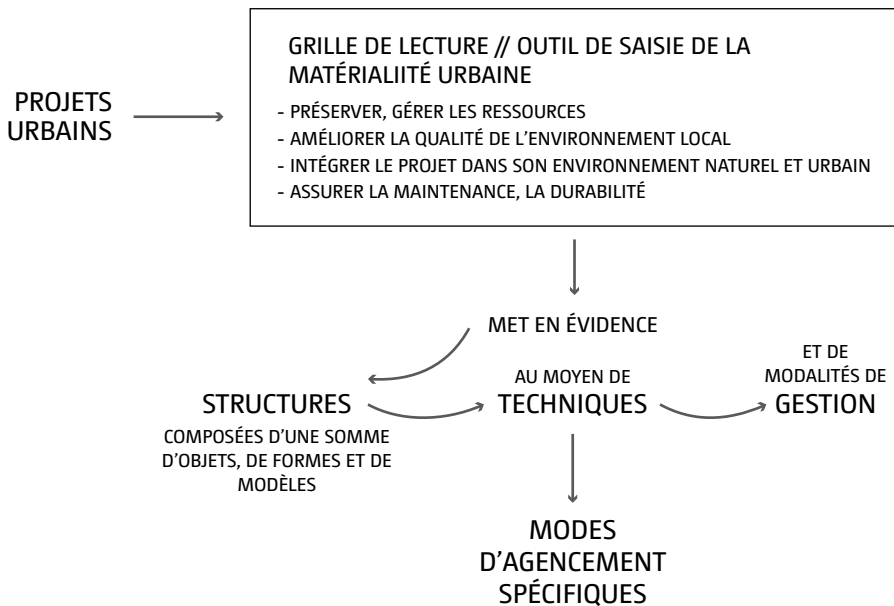 PROJETS
URBAINS
GRILLE DE LECTURE // OUTIL DE SAISIE DE LA
MATÉRIALIITÉ URBAINE
- PRÉSERVER, GÉRER LES RESSOURCES
- AMÉLIORER LA QUALITÉ DE L'ENVIRONNEMENT LOCAL
- INTÉGRER LE PROJET DANS SON ENVIRONNEMENT NATUREL ET URBAIN
- ASSURER LA MAINTENANCE, LA DURABILITÉ
MET EN ÉVIDENCE
STRUCTURES
COMPOSÉES D'UNE SOMME
D'OBJETS, DE FORMES ET DE
MODÈLES
AU MOYEN DE
TECHNIQUES
ET DE
MODALITÉS DE
GESTION
MODES
D'AGENCEMENT
SPÉCIFIQUES